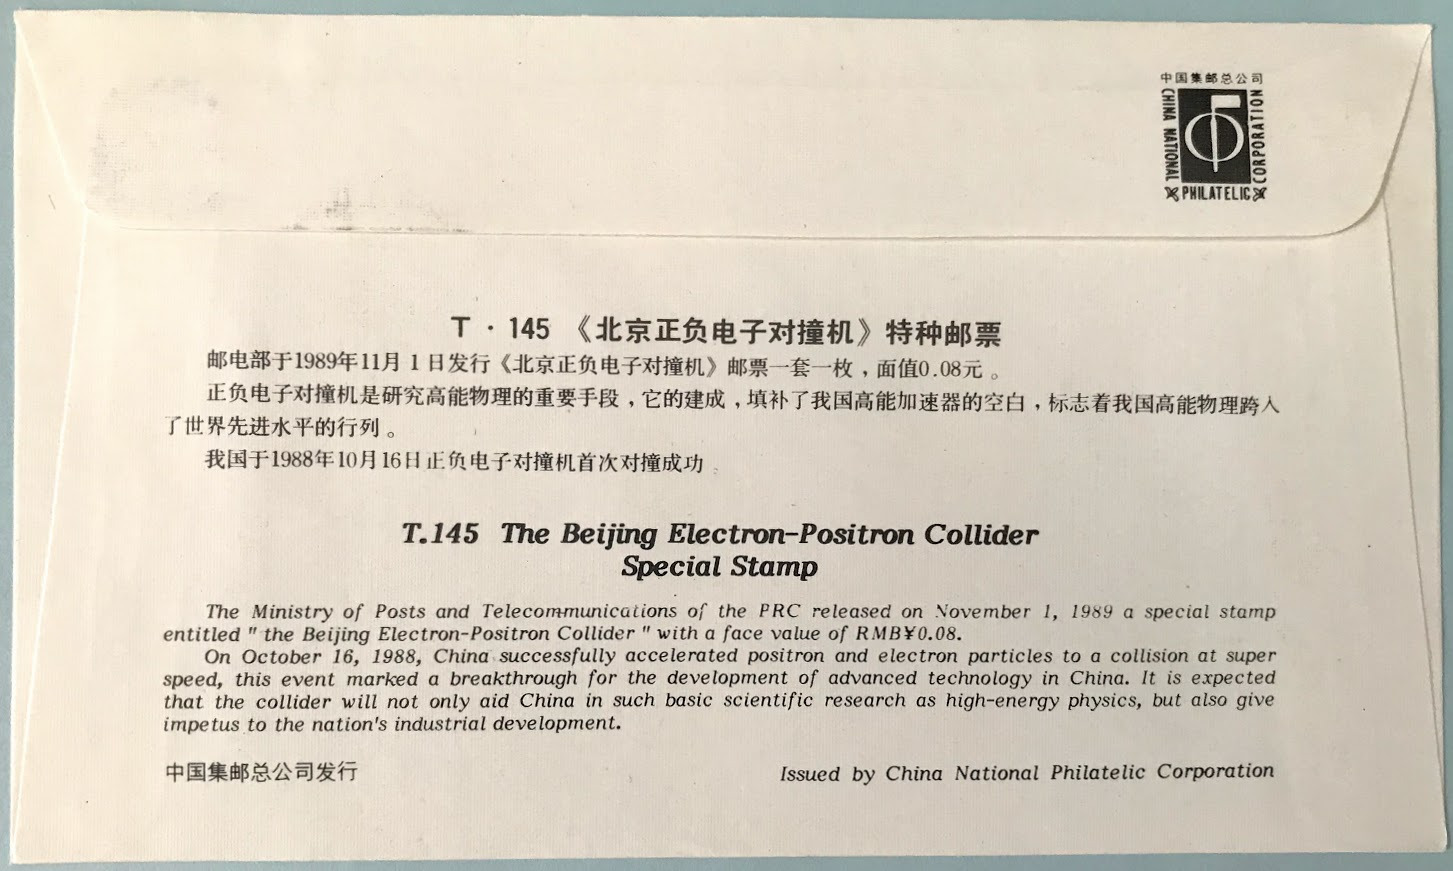 中国集邮总公司
CHINA NATIONAL
PHILATELIC
CORPORATION
T·145 《北京正负电子对撞机》特种邮票
邮电部于1989年11月1日发行《北京正负电子对撞机》邮票一套一枚，面值0.08元。
正负电子对撞机是研究高能物理的重要手段，它的建成，填补了我国高能加速器的空白，标志着我国高能物理跨入
了世界先进水平的行列。
我国于1988年10月16日正负电子对撞机首次对撞成功。
T.145 The Beijing Electron-Positron Collider
Special Stamp
The Ministry of Posts and Telecommunications of the PRC released on November 1, 1989 a special stamp
entitled " the Beijing Electron-Positron Collider " with a face value of RMB¥0.08.
On October 16, 1988, China successfully accelerated positron and electron particles to a collision at super
speed, this event marked a breakthrough for the development of advanced technology in China. It is expected
that the collider will not only aid China in such basic scientific research as high-energy physics, but also give
impetus to the nation's industrial development.
中国集邮总公司发行
Issued by China National Philatelic Corporation